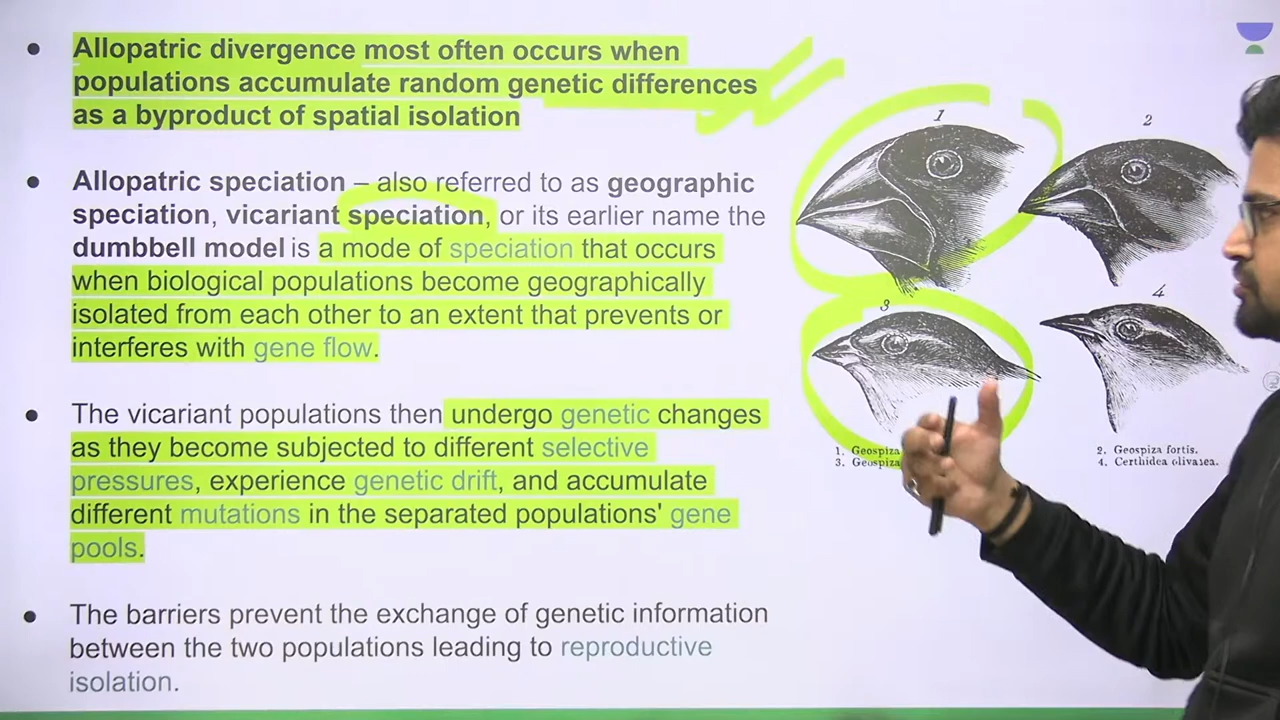 Allopatric divergence most often occurs when
populations accumulate random genetic differences
as a byproduct of spatial isolation
Allopatric speciation – also referred to as geographic
speciation, vicariant speciation, or its earlier name the
dumbbell model is a mode of speciation that occurs
when biological populations become geographically
isolated from each other to an extent that prevents or
interferes with gene flow.
The vicariant populations then undergo genetic changes
as they become subjected to different selective
pressures, experience genetic drift, and accumulate
different mutations in the separated populations' gene
pools.
The barriers prevent the exchange of genetic information
between the two populations leading to reproductive
isolation.
1
2
3
4
1. Geospiza
3. Geospiza
2. Geospiza fortis.
4. Certhidea olivasea.